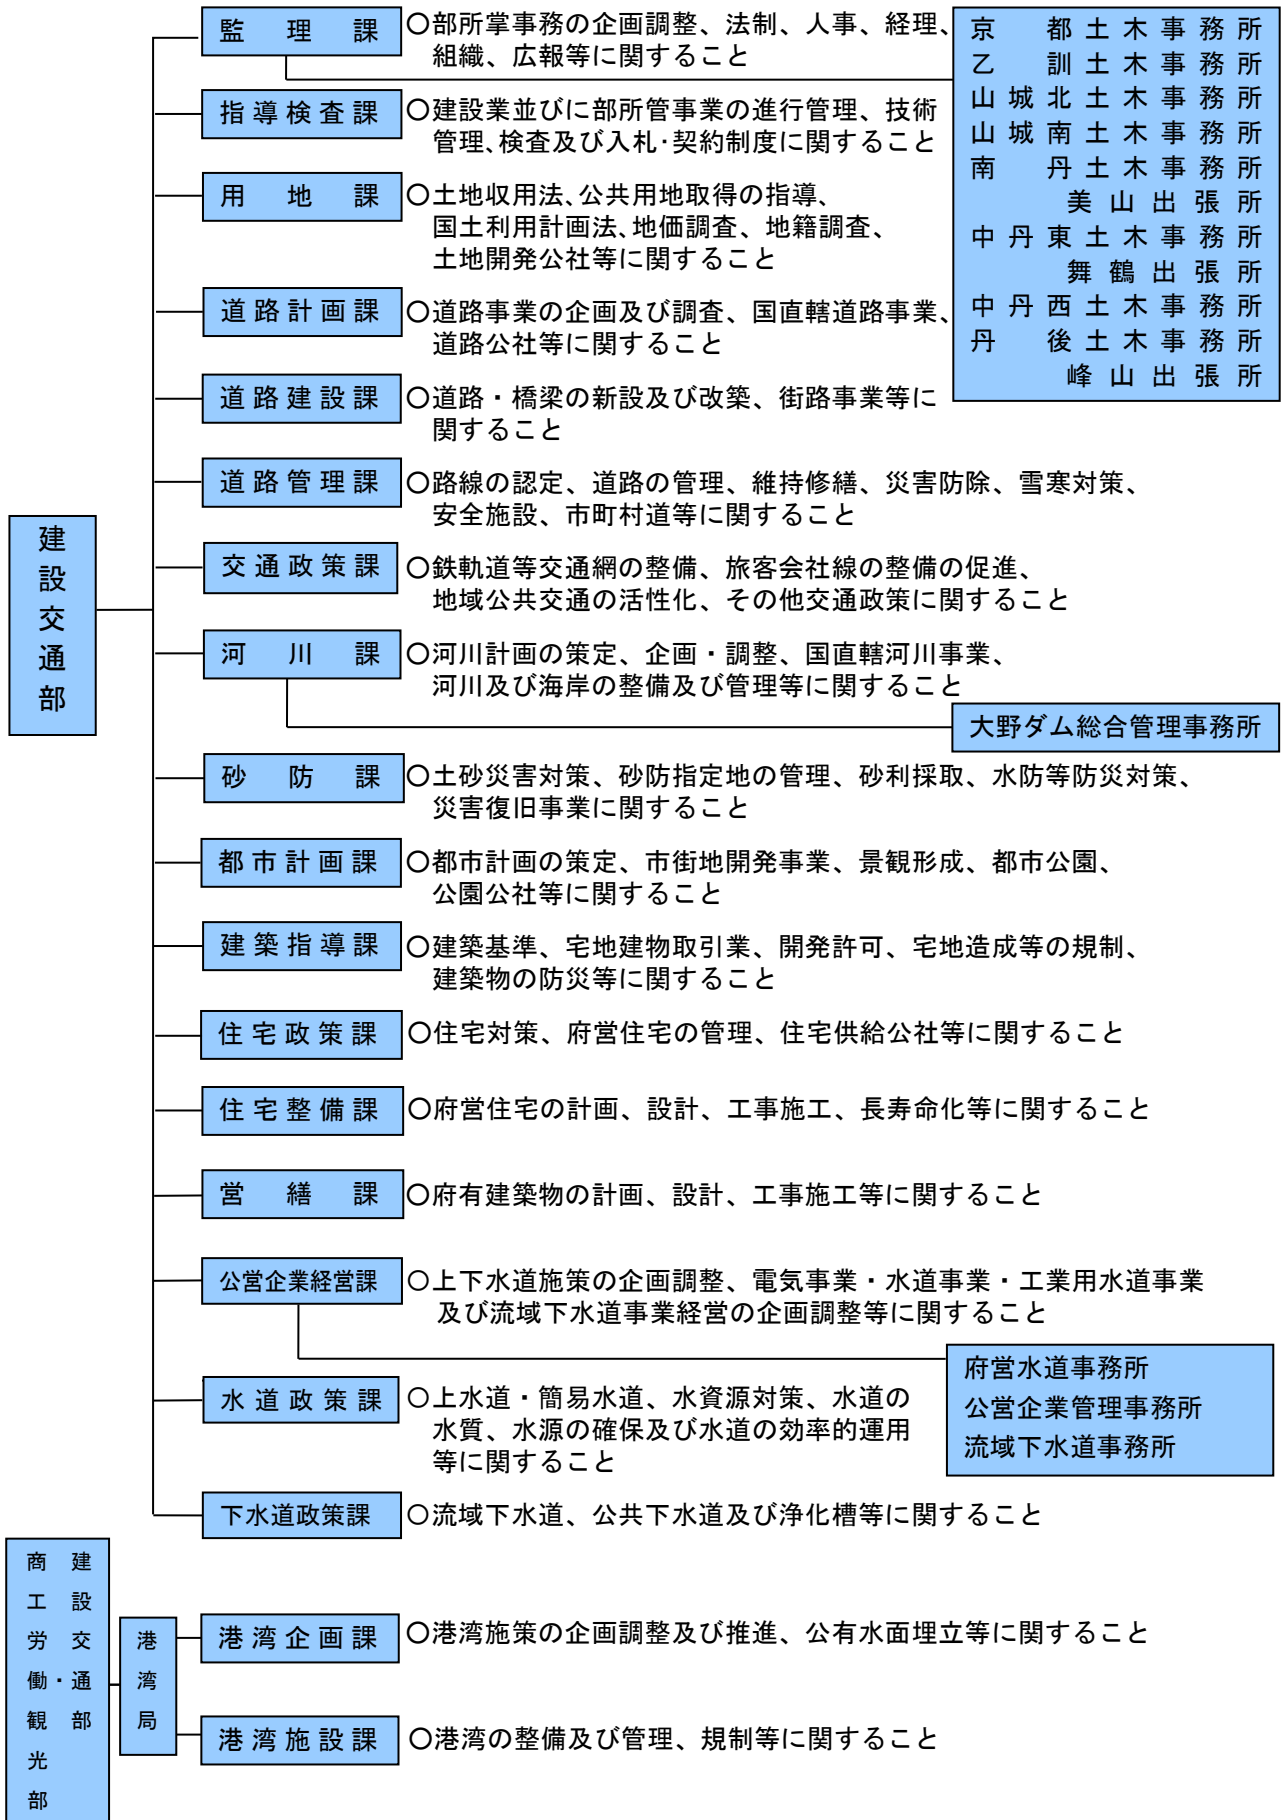 建設交通部
監理課
○部所掌事務の企画調整、法制、人事、経理、
組織、広報等に関すること
京都土木事務所
乙訓土木事務所
山城北土木事務所
山城南土木事務所
南丹土木事務所
美山出張所
中丹東土木事務所
舞鶴出張所
中丹西土木事務所
丹後土木事務所
峰山出張所
指導検査課
○建設業並びに部所管事業の進行管理、技術
管理、検査及び入札・契約制度に関すること
用地課
○土地収用法、公共用地取得の指導、
国土利用計画法、地価調査、地籍調査、
土地開発公社等に関すること
道路計画課
○道路事業の企画及び調査、国直轄道路事業、
道路公社等に関すること
道路建設課
○道路・橋梁の新設及び改築、街路事業等に
関すること
道路管理課
○路線の認定、道路の管理、維持修繕、災害防除、雪寒対策、
安全施設、市町村道等に関すること
交通政策課
○鉄軌道等交通網の整備、旅客会社線の整備の促進、
地域公共交通の活性化、その他交通政策に関すること
河川課
○河川計画の策定、企画・調整、国直轄河川事業、
河川及び海岸の整備及び管理等に関すること
大野ダム総合管理事務所
砂防課
○土砂災害対策、砂防指定地の管理、砂利採取、水防等防災対策、
災害復旧事業に関すること
都市計画課
○都市計画の策定、市街地開発事業、景観形成、都市公園、
公園公社等に関すること
建築指導課
○建築基準、宅地建物取引業、開発許可、宅地造成等の規制、
建築物の防災等に関すること
住宅政策課
○住宅対策、府営住宅の管理、住宅供給公社等に関すること
住宅整備課
○府営住宅の計画、設計、工事施工、長寿命化等に関すること
営繕課
○府有建築物の計画、設計、工事施工等に関すること
公営企業経営課
○上下水道施策の企画調整、電気事業・水道事業・工業用水道事業
及び流域下水道事業経営の企画調整等に関すること
府営水道事務所
公営企業管理事務所
流域下水道事務所
水道政策課
○上水道・簡易水道、水資源対策、水道の
水質、水源の確保及び水道の効率的運用
等に関すること
下水道政策課
○流域下水道、公共下水道及び浄化槽等に関すること
建設交通部・
商工労働観光部
港湾局
港湾企画課
○港湾施策の企画調整及び推進、公有水面埋立等に関すること
港湾施設課
○港湾の整備及び管理、規制等に関すること